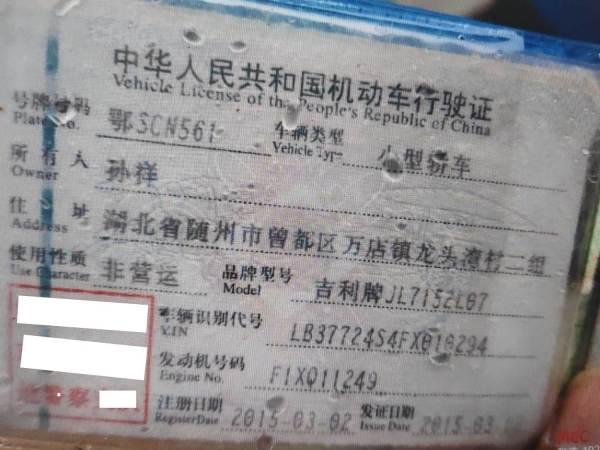 中华人民共和国机动车行驶证
Vehicle License of the People's Republic of China
号牌号码 鄂SCN561 车辆类型 小型轿车
Plate No. Vehicle Type
所有人 孙祥
Owner
住址 湖北省随州市曾都区万店镇龙头湾村二组
Address
使用性质 非营运 品牌型号 吉利牌JL7152L07
Use Character Model
车辆识别代号 LB37724S4FX018294
V.I.N
发动机号码 F1XQ11249
Engine No.
注册日期 2015-03-02 发证日期 2015-03
Register Date Issue Date
警察
PICC